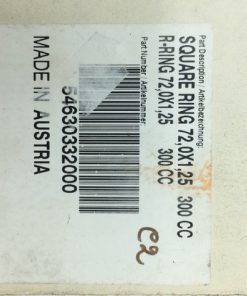 Part Description / Artikelbezeichnung:
SQUARE RING 72,0X1,25 300 CC
R-RING 72,0X1,25 300 CC
Part Number / Artikelnummer:
54630332000
MADE IN AUSTRIA
C2